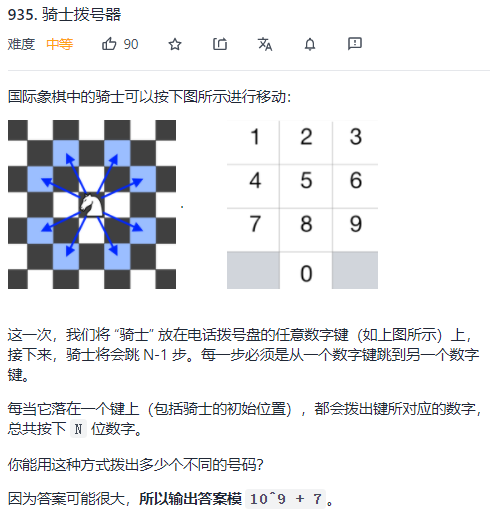 935. 骑士拨号器
难度 中等 90
国际象棋中的骑士可以按下图所示进行移动：
1 2 3
4 5 6
7 8 9
0
这一次，我们将 “骑士” 放在电话拨号盘的任意数字键（如上图所示）上，
接下来，骑士将会跳 N-1 步。每一步必须是从一个数字键跳到另一个数字
键。
每当它落在一个键上（包括骑士的初始位置），都会拨出键所对应的数字，
总共按下 N 位数字。
你能用这种方式拨出多少个不同的号码？
因为答案可能很大，所以输出答案模 10^9 + 7。